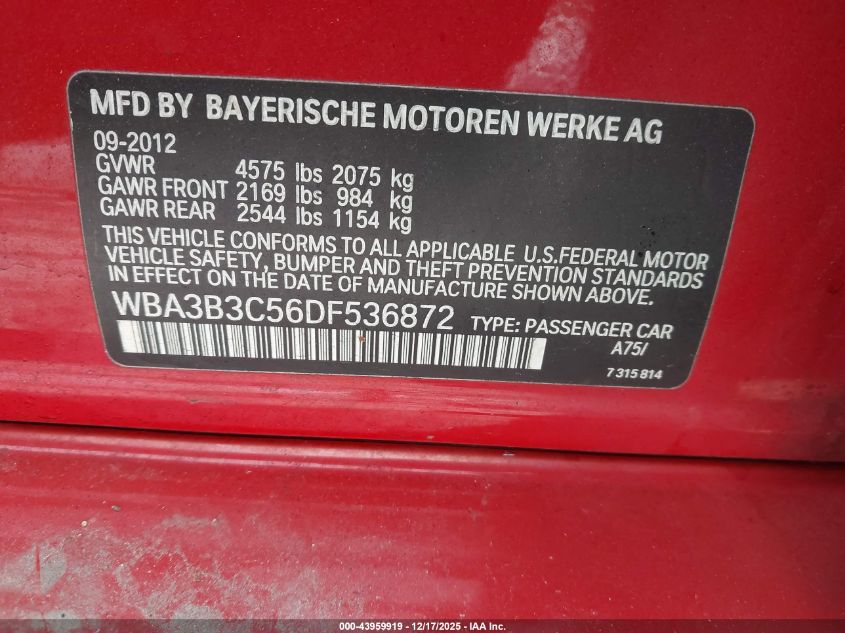 MFD BY BAYERISCHE MOTOREN WERKE AG
09-2012
GVWR 4575 lbs 2075 kg
GAWR FRONT 2169 lbs 984 kg
GAWR REAR 2544 lbs 1154 kg
THIS VEHICLE CONFORMS TO ALL APPLICABLE U.S.FEDERAL MOTOR
VEHICLE SAFETY, BUMPER AND THEFT PREVENTION STANDARDS
IN EFFECT ON THE DATE OF MANUFACTURE SHOWN ABOVE.
WBA3B3C56DF536872 TYPE: PASSENGER CAR
A75/
7 315 814
000-43959919 • 12/17/2025 • IAA Inc.